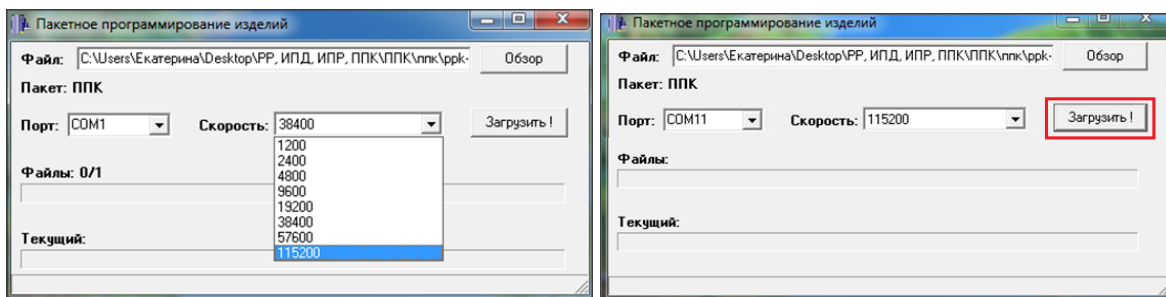 Пакетное программирование изделий
Файл: C:\Users\Екатерина\Desktop\РР, ИПД, ИПР, ППК\ППК\ппк\ppk- Обзор
Пакет: ППК
Порт: COM1 Скорость: 38400 Загрузить !
1200
2400
4800
9600
19200
38400
57600
115200
Файлы: 0/1
Текущий:
Пакетное программирование изделий
Файл: C:\Users\Екатерина\Desktop\РР, ИПД, ИПР, ППК\ППК\ппк\ppk- Обзор
Пакет: ППК
Порт: COM11 Скорость: 115200 Загрузить !
Файлы:
Текущий: